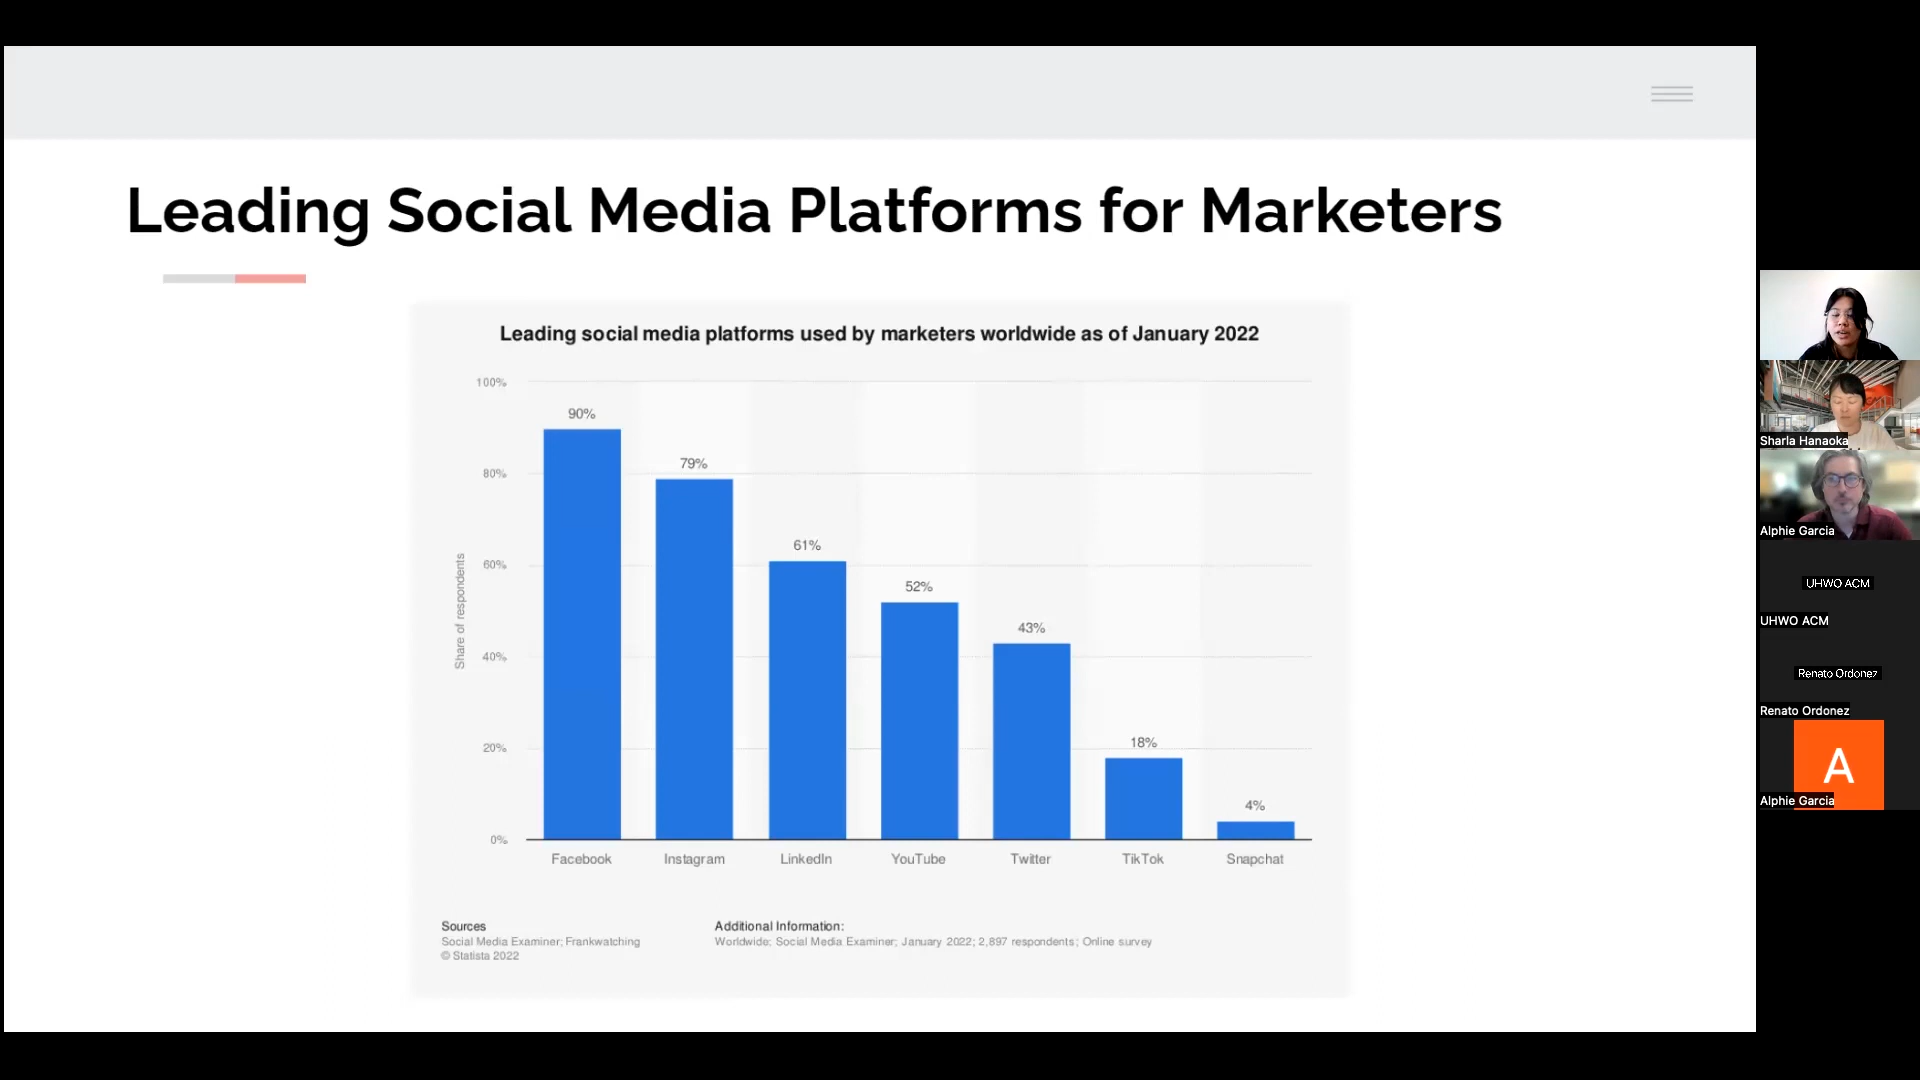 Leading Social Media Platforms for Marketers
Leading social media platforms used by marketers worldwide as of January 2022
Share of respondents
100%
80%
60%
40%
20%
0%
90%
79%
61%
52%
43%
18%
4%
Facebook
Instagram
LinkedIn
YouTube
Twitter
TikTok
Snapchat
Sources
Social Media Examiner; Frankwatching
© Statista 2022
Additional Information:
Worldwide; Social Media Examiner; January 2022; 2,897 respondents; Online survey
Sharla Hanaoka
Alphie Garcia
UHWO ACM
UHWO ACM
Renato Ordonez
Renato Ordonez
A
Alphie Garcia